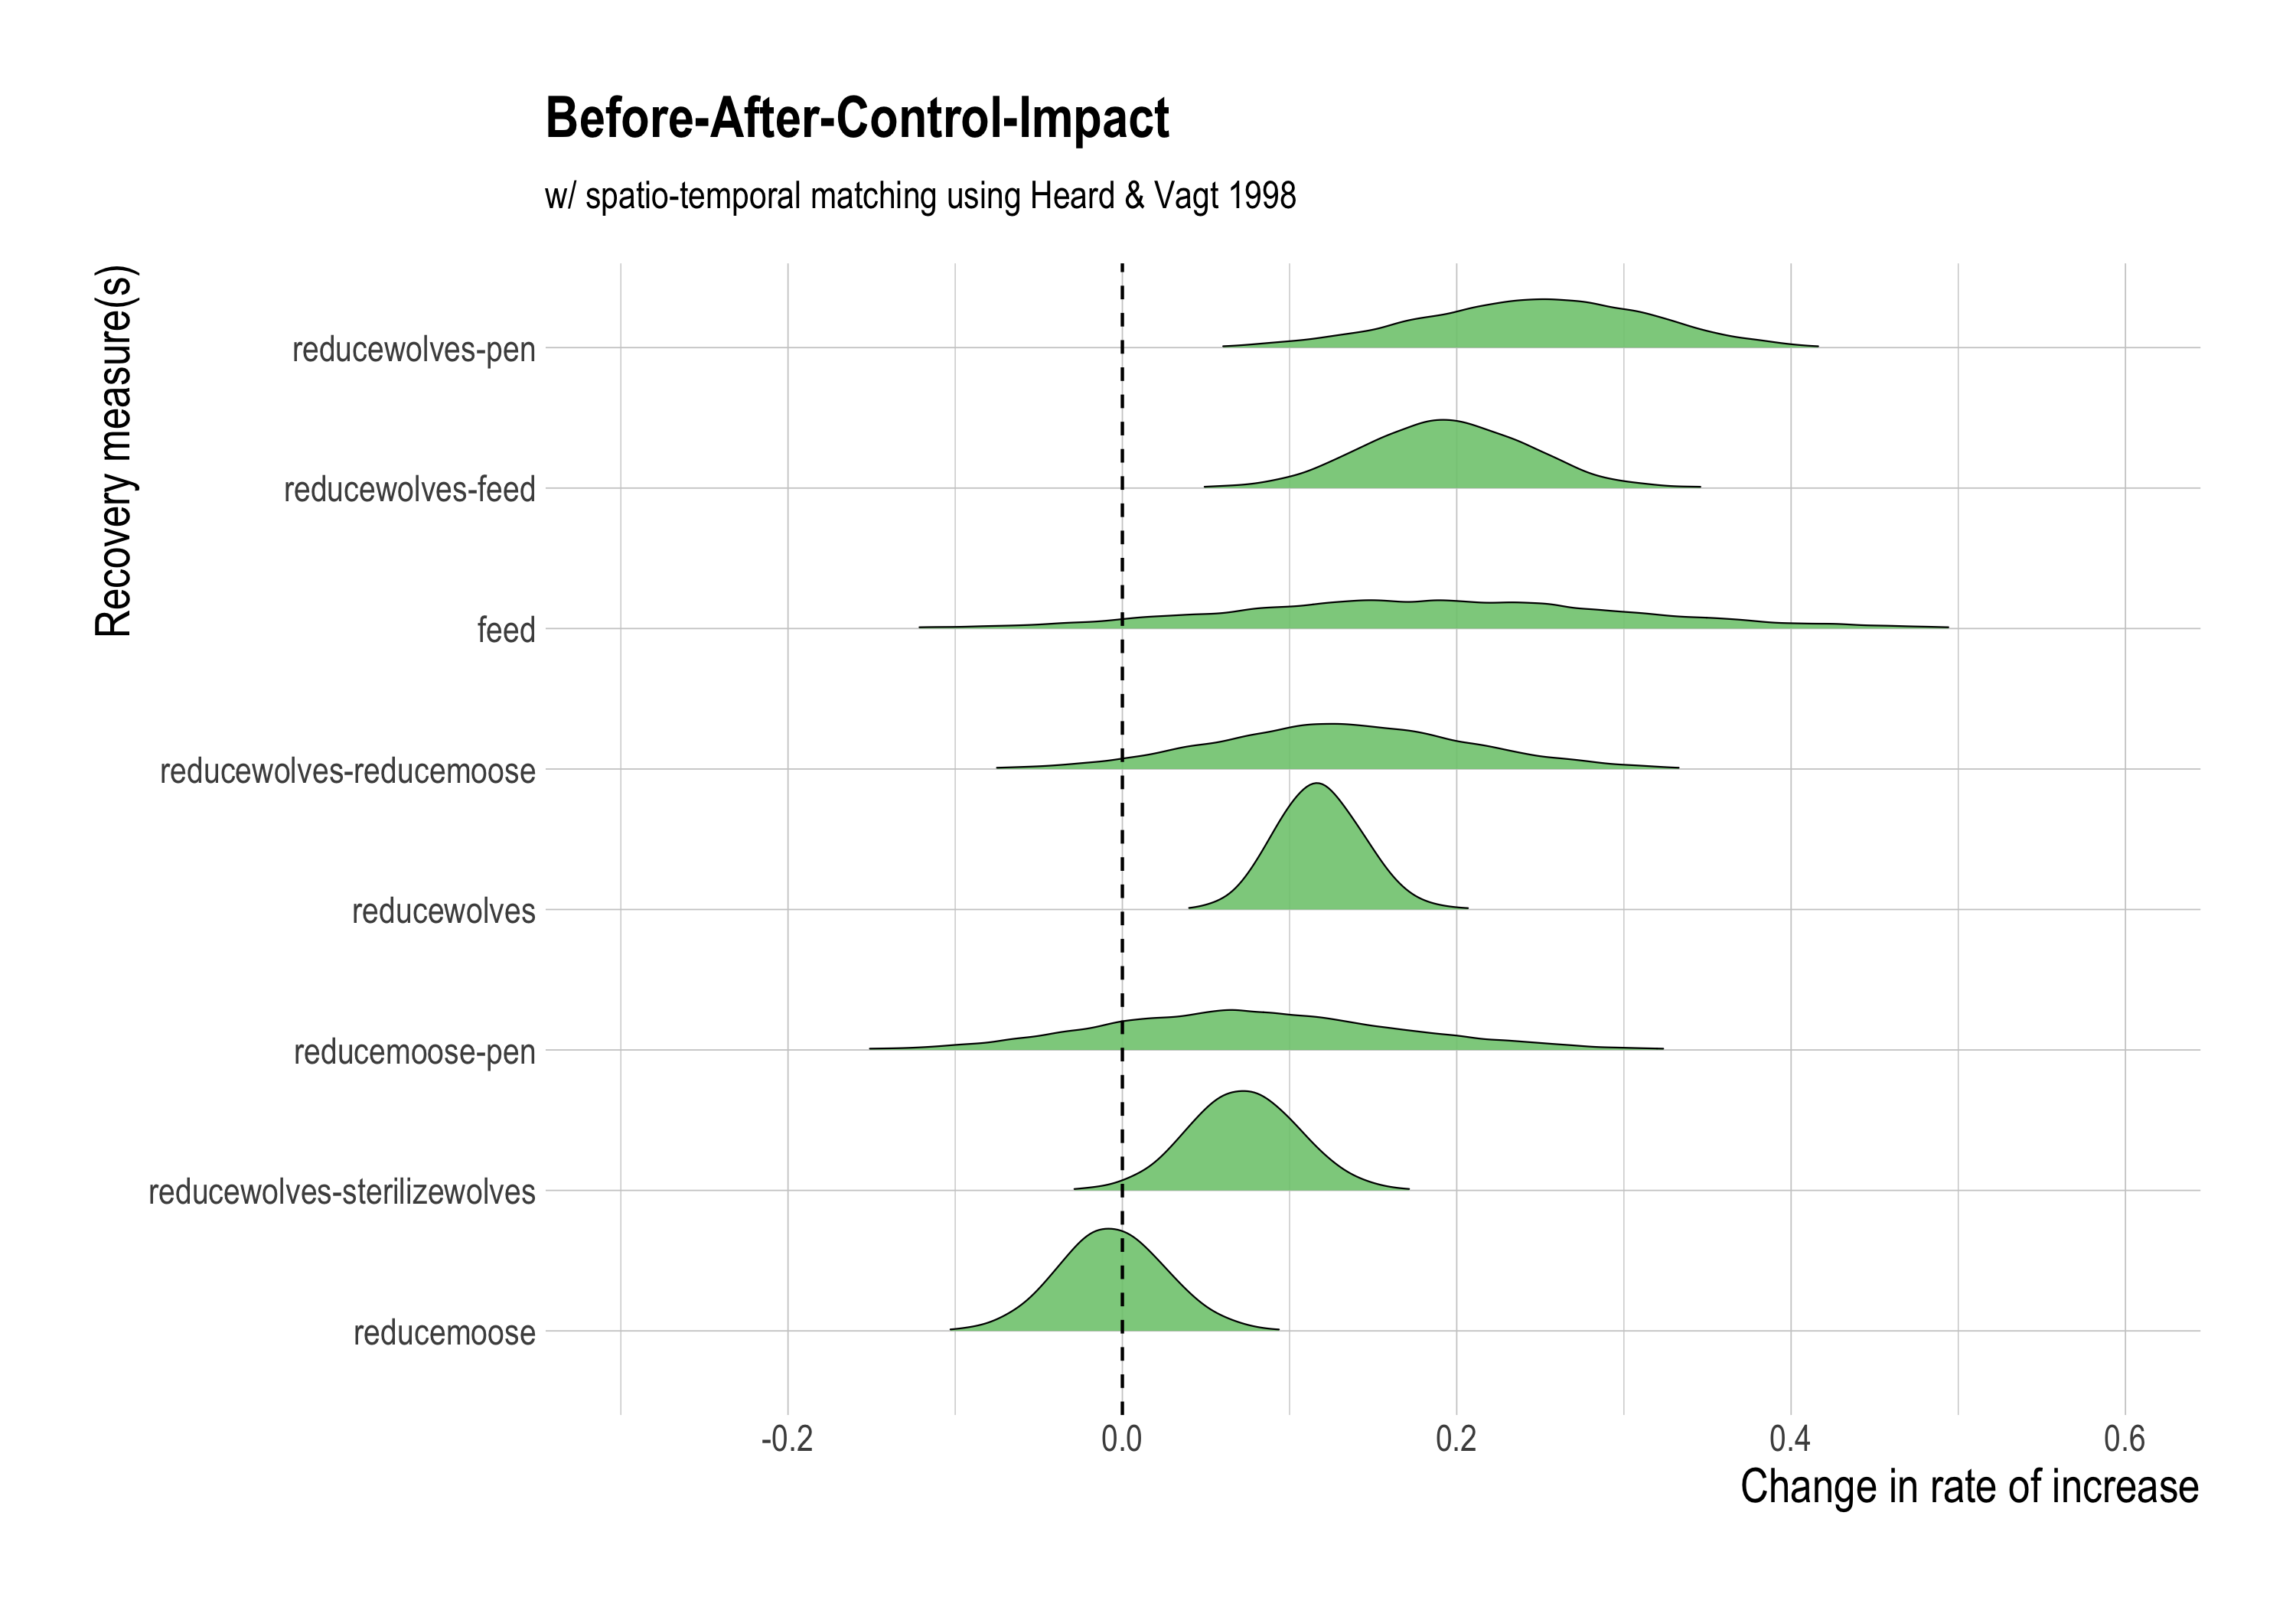 Before-After-Control-Impact
w/ spatio-temporal matching using Heard & Vagt 1998
Recovery measure(s)
reducewolves-pen
reducewolves-feed
feed
reducewolves-reducemoose
reducewolves
reducemoose-pen
reducewolves-sterilizewolves
reducemoose
-0.2 0.0 0.2 0.4 0.6
Change in rate of increase